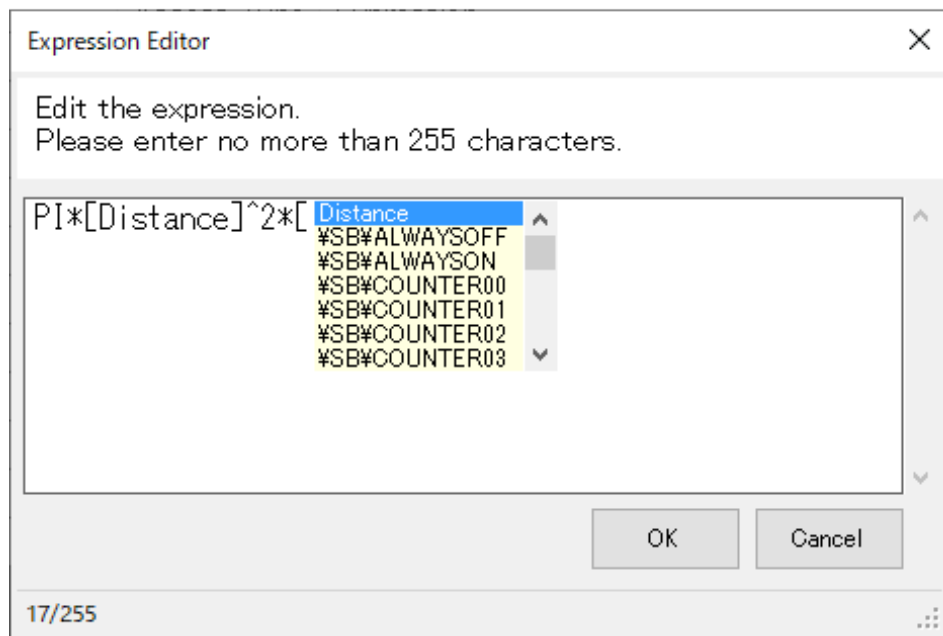 Expression Editor
Edit the expression.
Please enter no more than 255 characters.
PI*[Distance]^2*[
Distance
¥SB¥ALWAYSOFF
¥SB¥ALWAYSON
¥SB¥COUNTER00
¥SB¥COUNTER01
¥SB¥COUNTER02
¥SB¥COUNTER03
OK
Cancel
17/255